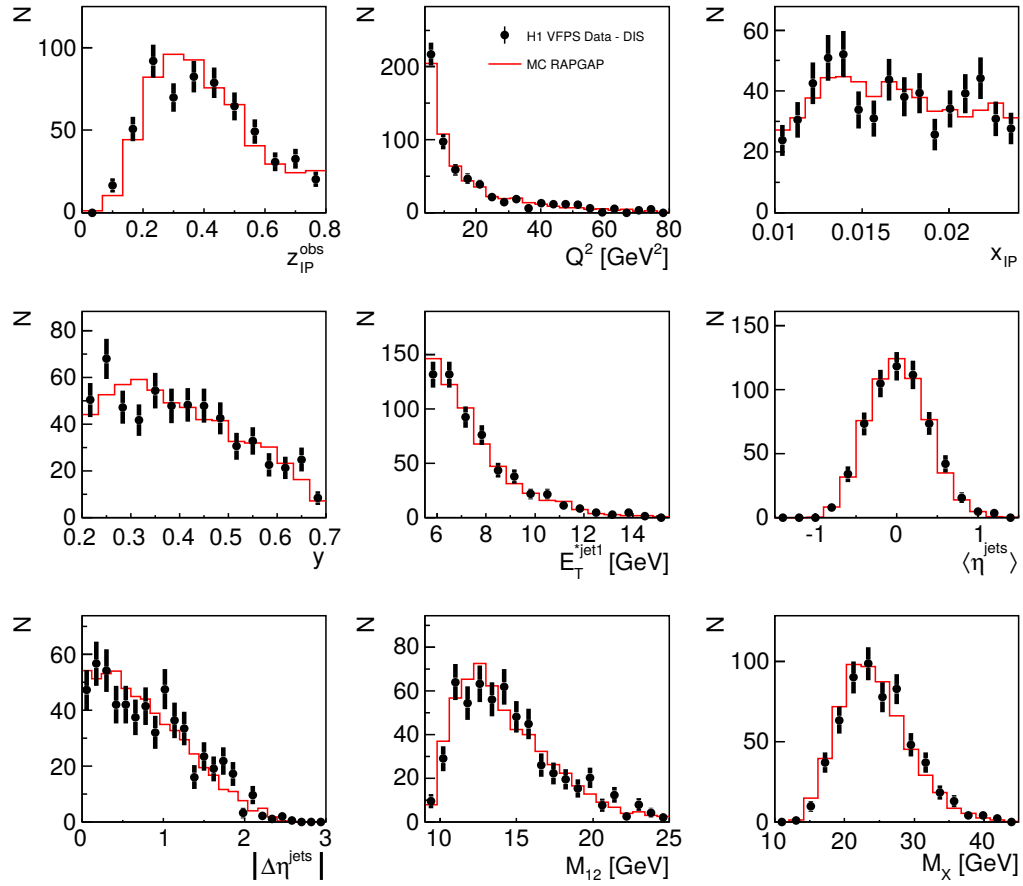 N
100
50
0
0 0.2 0.4 0.6 0.8
z_IP^obs
N
H1 VFPS Data - DIS
MC RAPGAP
200
150
100
50
0
20 40 60 80
Q² [GeV²]
N
60
40
20
0
0.01 0.015 0.02
x_IP
N
80
60
40
20
0
0.2 0.3 0.4 0.5 0.6 0.7
y
N
150
100
50
0
6 8 10 12 14
E_T^*jet1 [GeV]
N
150
100
50
0
-1 0 1
⟨η^jets⟩
N
60
40
20
0
0 1 2 3
|Δη^jets|
N
80
60
40
20
0
10 15 20 25
M_12 [GeV]
N
100
50
0
10 20 30 40
M_X [GeV]